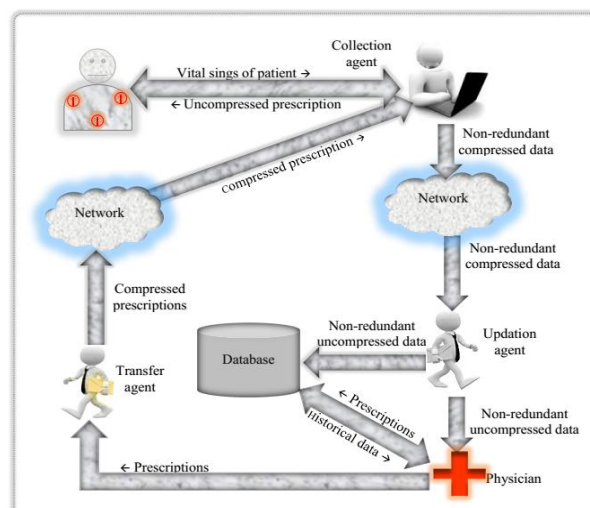 Collection
agent
Vital sings of patient →
← Uncompressed prescription
Compressed prescription →
Non-redundant
compressed data
Network
Network
Non-redundant
compressed data
Compressed
prescriptions
Non-redundant
uncompressed data
Updation
agent
Database
Transfer
agent
← Prescriptions
Historical data →
Non-redundant
uncompressed data
← Prescriptions
Physician